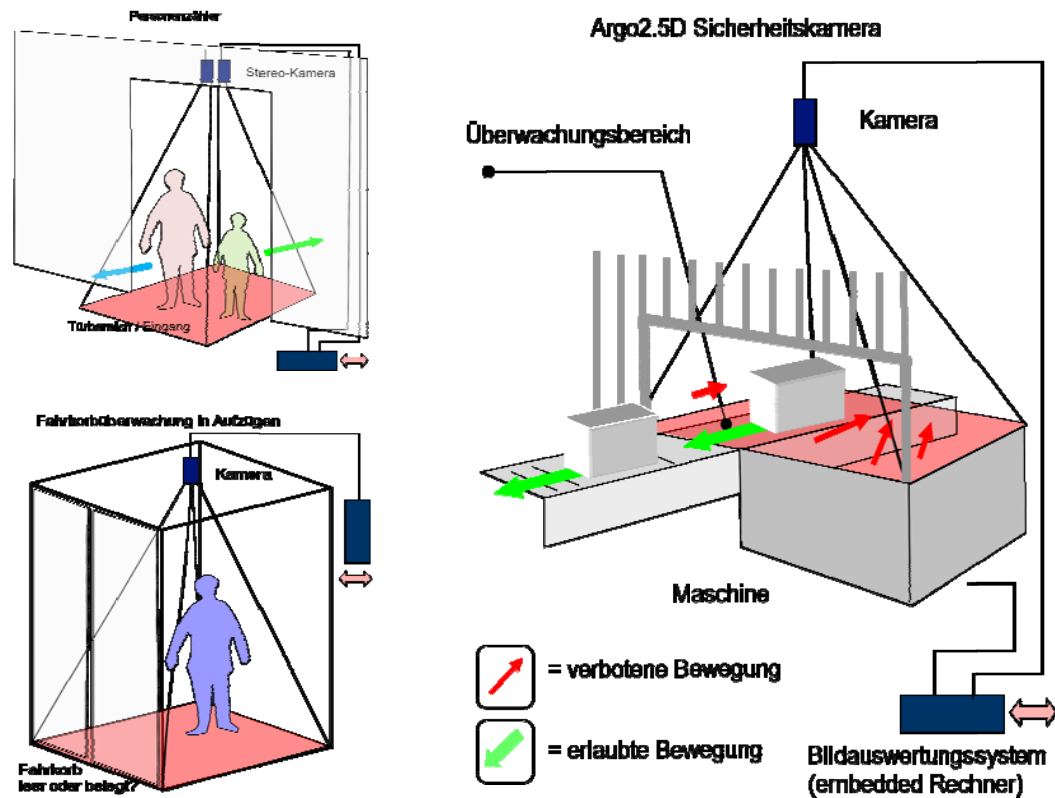 Personenzähler
Stereo-Kamera
Türbereich / Eingang
Fahrkorbüberwachung in Aufzügen
Kamera
Fahrkorb
leer oder belegt?
Argo2.5D Sicherheitskamera
Kamera
Überwachungsbereich
Maschine
= verbotene Bewegung
= erlaubte Bewegung
Bildauswertungssystem
(embedded Rechner)